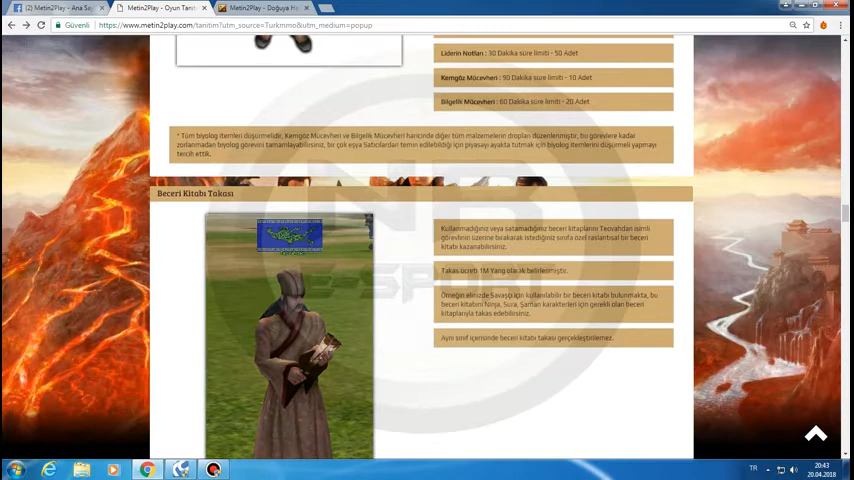 (2) Metin2Play - Ana Say
Metin2Play - Oyun Tanıt
Metin2Play - Doğuya Ho
Güvenli
https://www.metin2play.com/tanitim?utm_source=Turkmmo&utm_medium=popup
Liderin Notları : 30 Dakika süre limiti - 50 Adet
Kemgöz Mücevheri : 90 Dakika süre limiti - 10 Adet
Bilgelik Mücevheri : 60 Dakika süre limiti - 20 Adet
* Tüm biyolog itemleri düşürmelidir, Kemgöz Mücevheri ve Bilgelik Mücevheri haricinde diğer tüm malzemelerin dropları düzenlenmiştir, bu görevlere kadar
zorlanmadan biyolog görevini tamamlayabilirsiniz, bir çok eşya Satıcılardan temin edilebildiği için piyasayı ayakta tutmak için biyolog itemlerini düşürmeli yapmayı
tercih ettik.
Beceri Kitabı Takası
Kullanmadığınız veya satamadığınız beceri kitaplarını Teovahdan isimli
görevlinin üzerine bırakarak istediğiniz sınıfa özel raslantısal bir beceri
kitabı kazanabilirsiniz.
Takas ücreti 1M Yang olarak belirlenmiştir.
Örneğin elinizde Savaşçı için kullanılabilir bir beceri kitabı bulunmakta, bu
beceri kitabını Ninja, Sura, Şaman karakterleri için gerekli olan beceri
kitaplarıyla takas edebilirsiniz.
Aynı sınıf içerisinde beceri kitabı takası gerçekleştirilemez.
E-SPORT
TR
20:43
20.04.2018